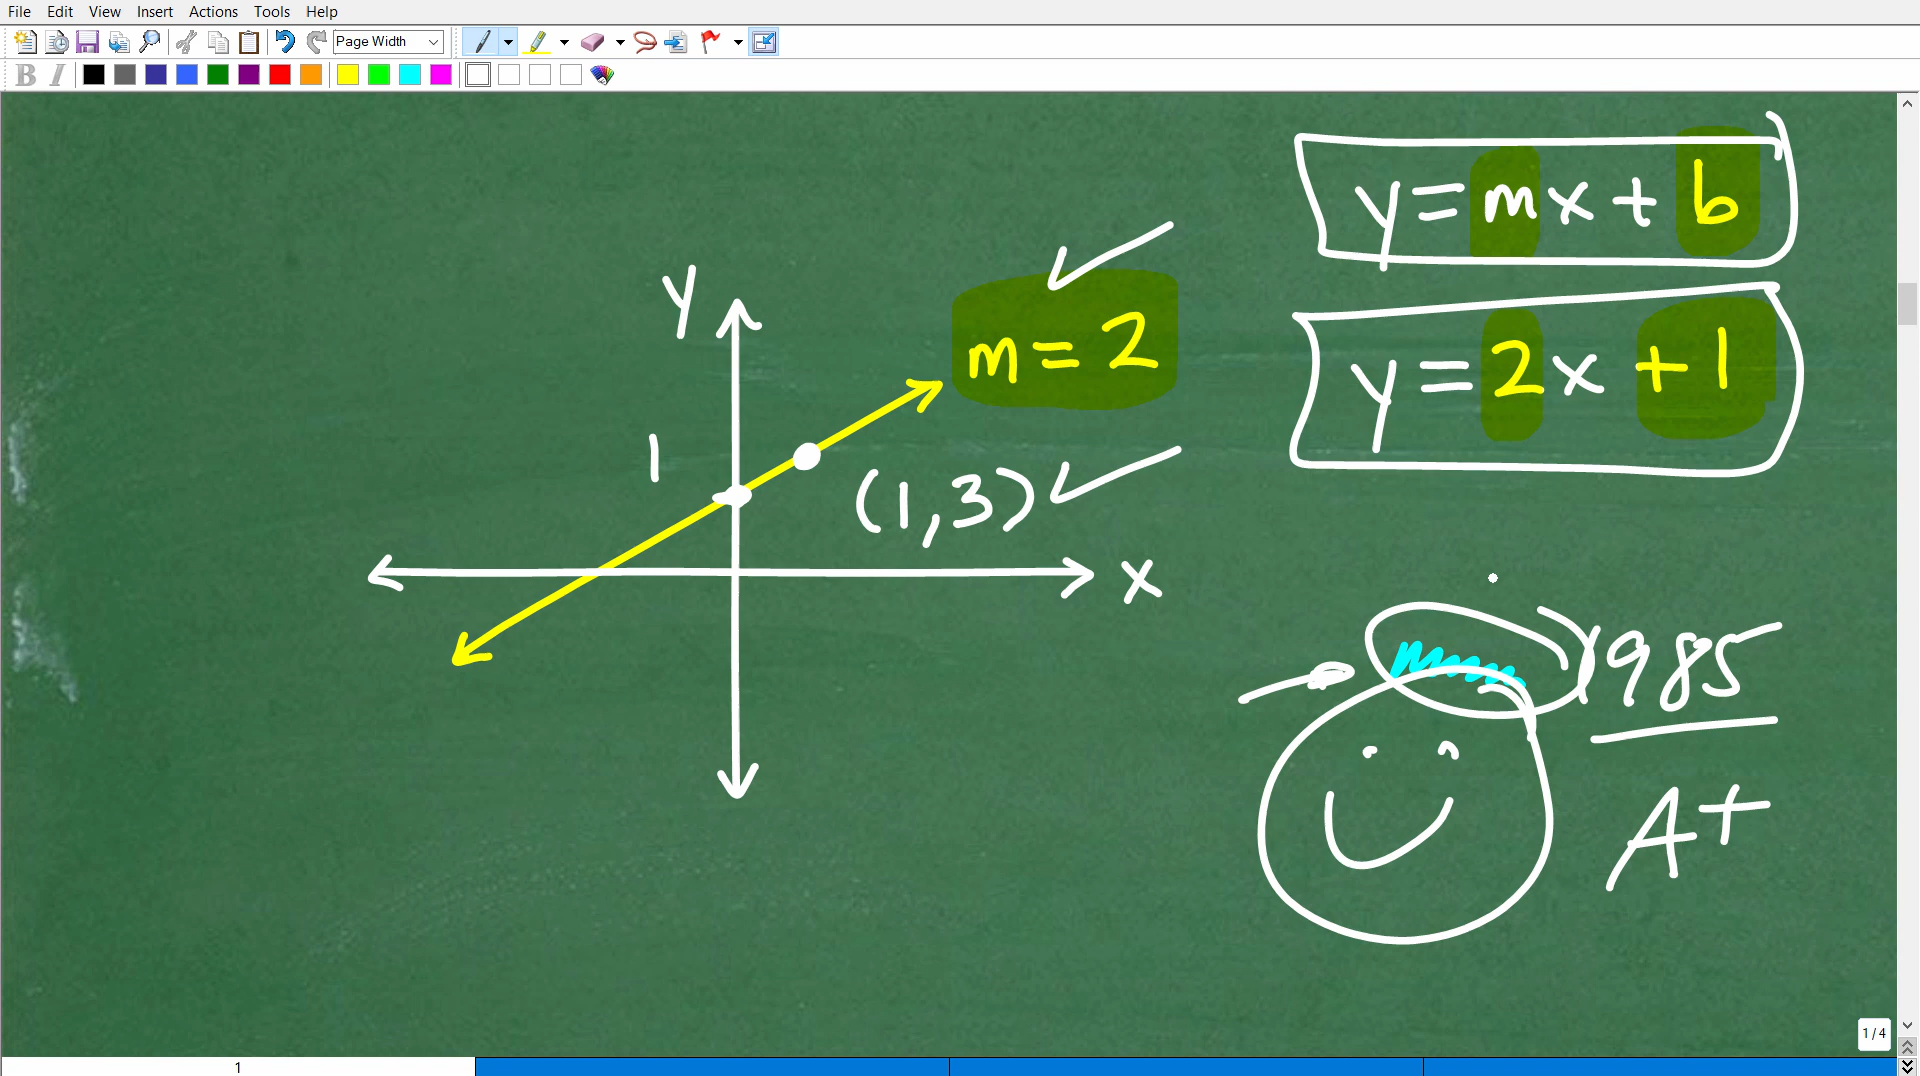 File Edit View Insert Actions Tools Help
Page Width
B I
y = mx + b
y
m = 2
y = 2x + 1
1
(1,3)
x
1985
A+
1 / 4
1